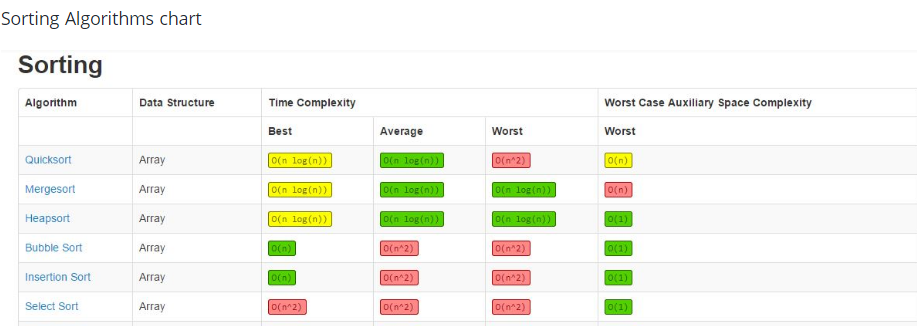 Sorting Algorithms chart
Sorting
Algorithm Data Structure Time Complexity Worst Case Auxiliary Space Complexity
Best Average Worst Worst
Quicksort Array O(n log(n)) O(n log(n)) O(n^2) O(n)
Mergesort Array O(n log(n)) O(n log(n)) O(n log(n)) O(n)
Heapsort Array O(n log(n)) O(n log(n)) O(n log(n)) O(1)
Bubble Sort Array O(n) O(n^2) O(n^2) O(1)
Insertion Sort Array O(n) O(n^2) O(n^2) O(1)
Select Sort Array O(n^2) O(n^2) O(n^2) O(1)